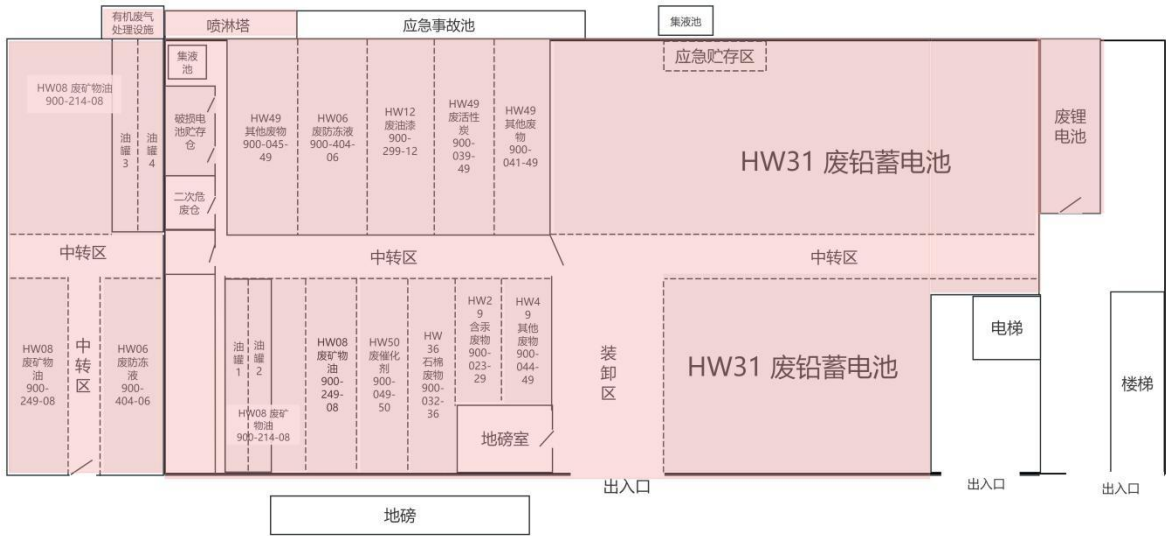 有机废气
处理设施
喷淋塔
应急事故池
集液池
HW08 废矿物油
900-214-08
油罐3
油罐4
集液
池
破损电
池贮存
仓
二次危
废仓
HW49
其他废物
900-045-
49
HW06
废防冻液
900-404-
06
HW12
废油漆
900-
299-12
HW49
废活性
炭
900-
039-
49
HW49
其他废
物
900-
041-49
应急贮存区
HW31 废铅蓄电池
废锂
电池
中转区
中转区
中转区
HW08
废矿物
油
900-
249-08
中转区
HW06
废防冻
液
900-
404-06
油罐1
油罐2
HW08 废矿
物油
900-214-08
HW08
废矿物
油
900-
249-
08
HW50
废催化
剂
900-
049-
50
HW
36
石棉
废物
900-
032-
36
HW2
9
含汞
废物
900-
023-
29
HW4
9
其他
废物
900-
044-
49
地磅室
装卸区
HW31 废铅蓄电池
电梯
楼梯
出入口
出入口
出入口
地磅